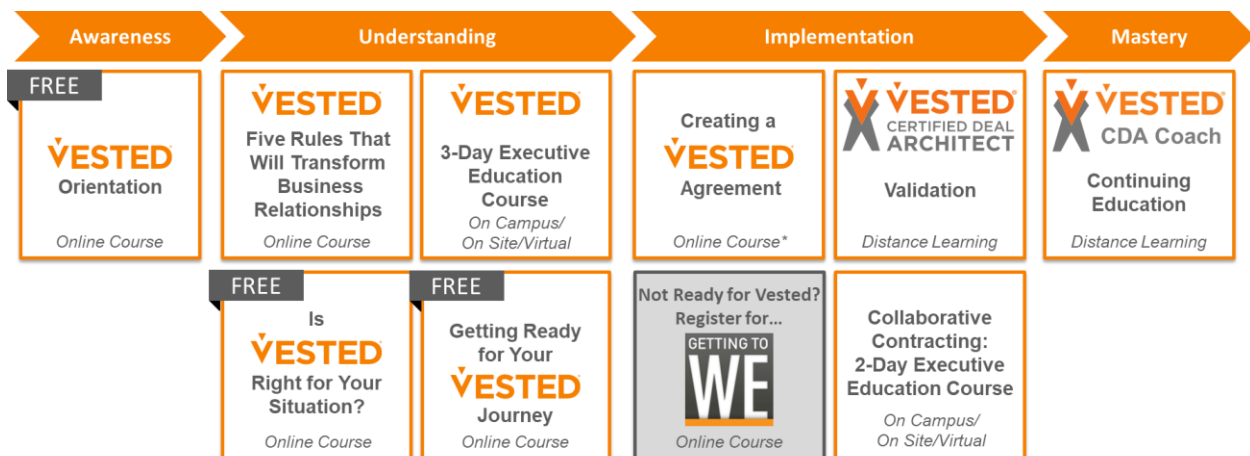 Awareness
Understanding
Implementation
Mastery
FREE
VESTED
Orientation
Online Course
VESTED®
Five Rules That
Will Transform
Business
Relationships
Online Course
VESTED®
3-Day Executive
Education
Course
On Campus/
On Site/Virtual
Creating a
VESTED®
Agreement
Online Course*
VESTED®
CERTIFIED DEAL
ARCHITECT
Validation
Distance Learning
VESTED®
CDA Coach
Continuing
Education
Distance Learning
FREE
Is
VESTED®
Right for Your
Situation?
Online Course
FREE
Getting Ready
for Your
VESTED®
Journey
Online Course
Not Ready for Vested?
Register for...
GETTING TO
WE
Online Course
Collaborative
Contracting:
2-Day Executive
Education Course
On Campus/
On Site/Virtual